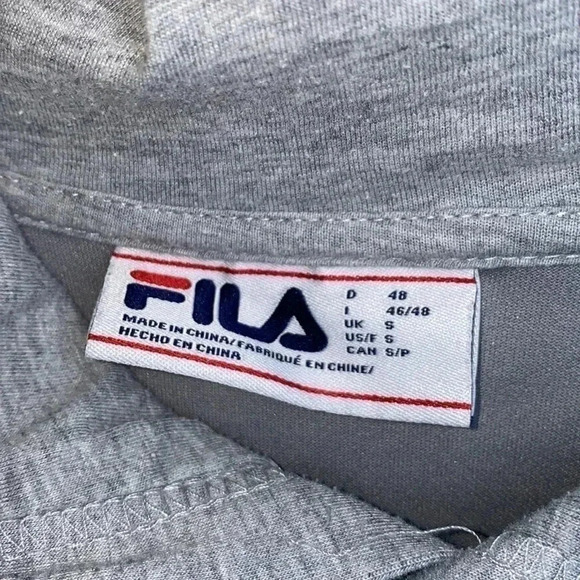 FILA
MADE IN CHINA/FABRIQUÉ EN CHINE/
HECHO EN CHINA
D 48
I 46/48
UK S
US/F S
CAN S/P